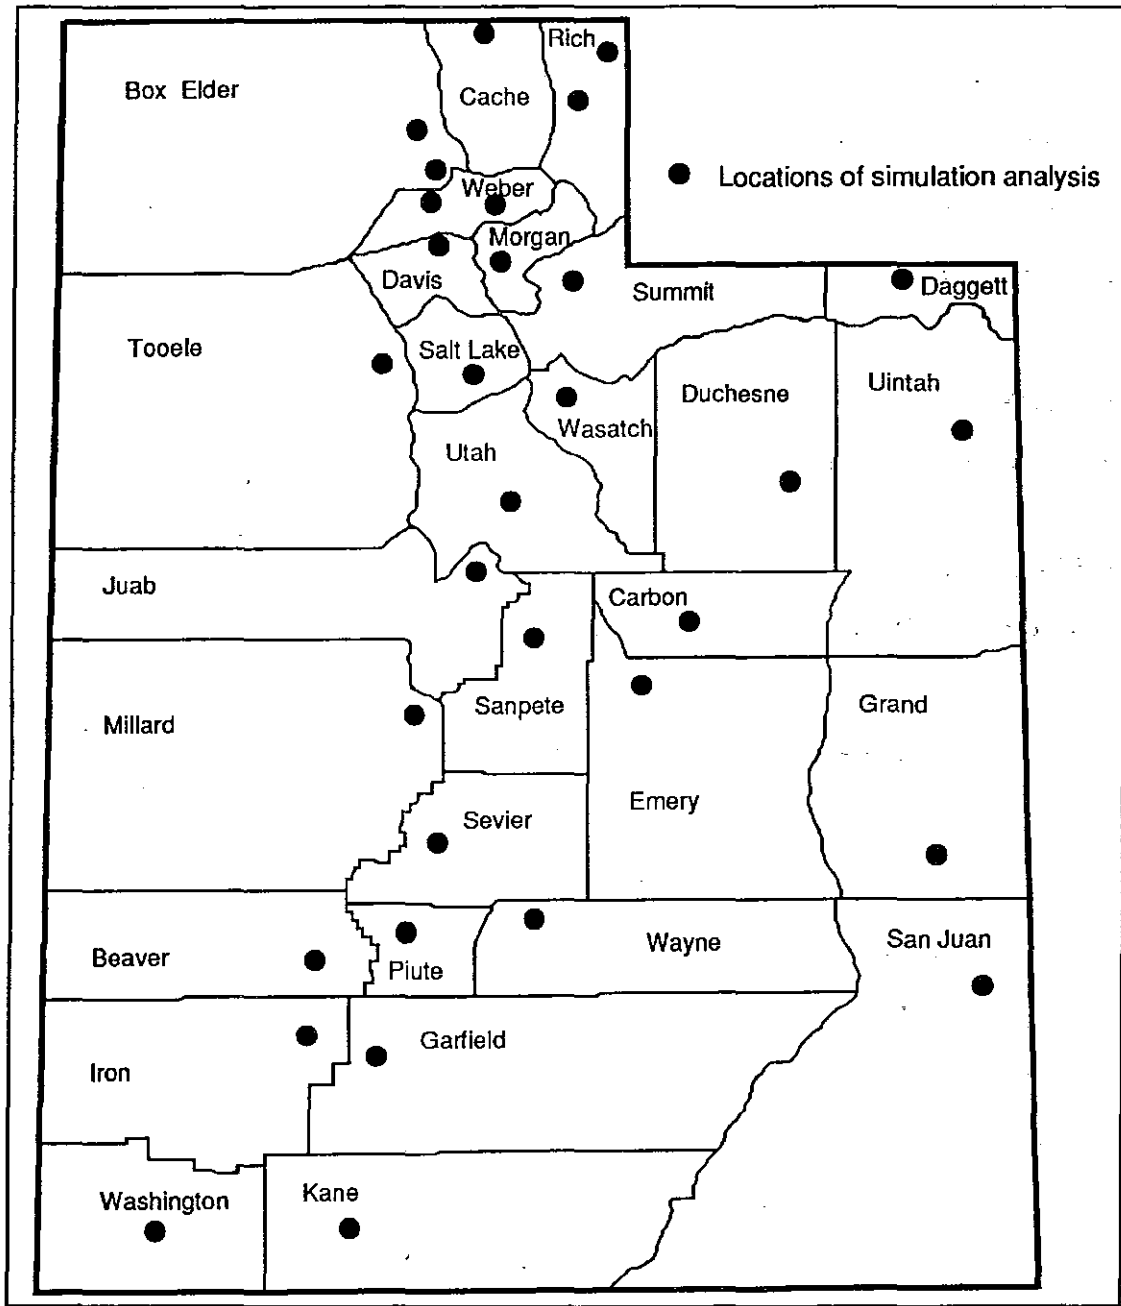 Rich
Box Elder
Cache
Locations of simulation analysis
Weber
Morgan
Davis
Summit
Daggett
Tooele
Salt Lake
Uintah
Duchesne
Wasatch
Utah
Juab
Carbon
Sanpete
Grand
Millard
Emery
Sevier
San Juan
Wayne
Beaver
Piute
Garfield
Iron
Kane
Washington